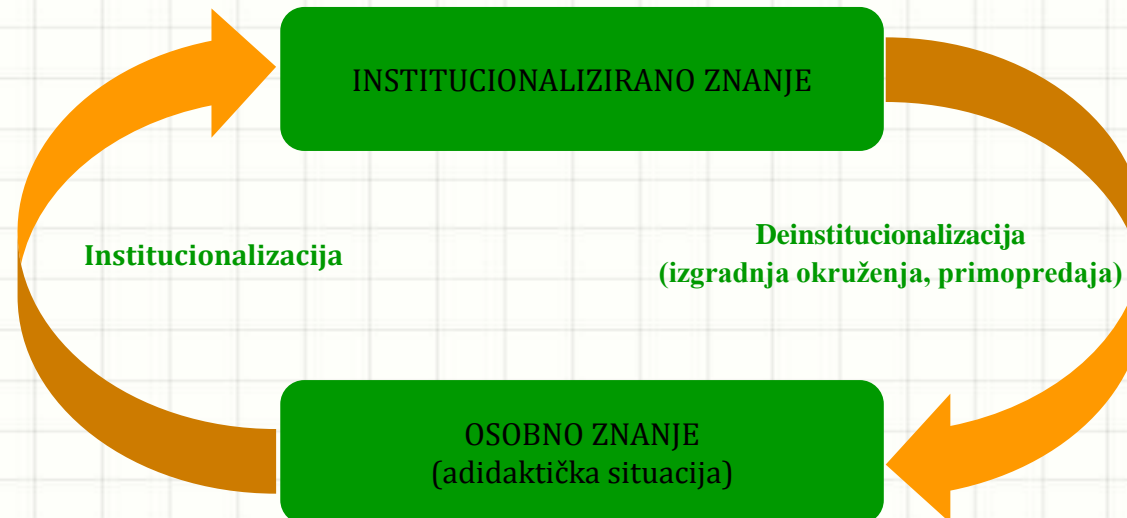 INSTITUCIONALIZIRANO ZNANJE
Institucionalizacija
Deinstitucionalizacija
(izgradnja okruženja, primopredaja)
OSOBNO ZNANJE
(adidaktička situacija)